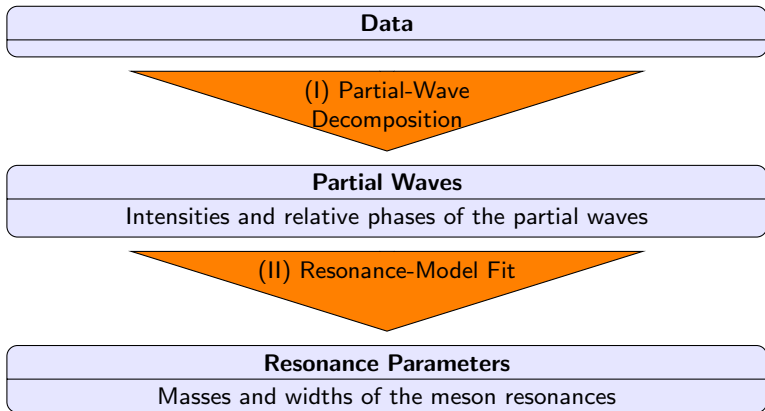 Data
(I) Partial-Wave
Decomposition
Partial Waves
Intensities and relative phases of the partial waves
(II) Resonance-Model Fit
Resonance Parameters
Masses and widths of the meson resonances